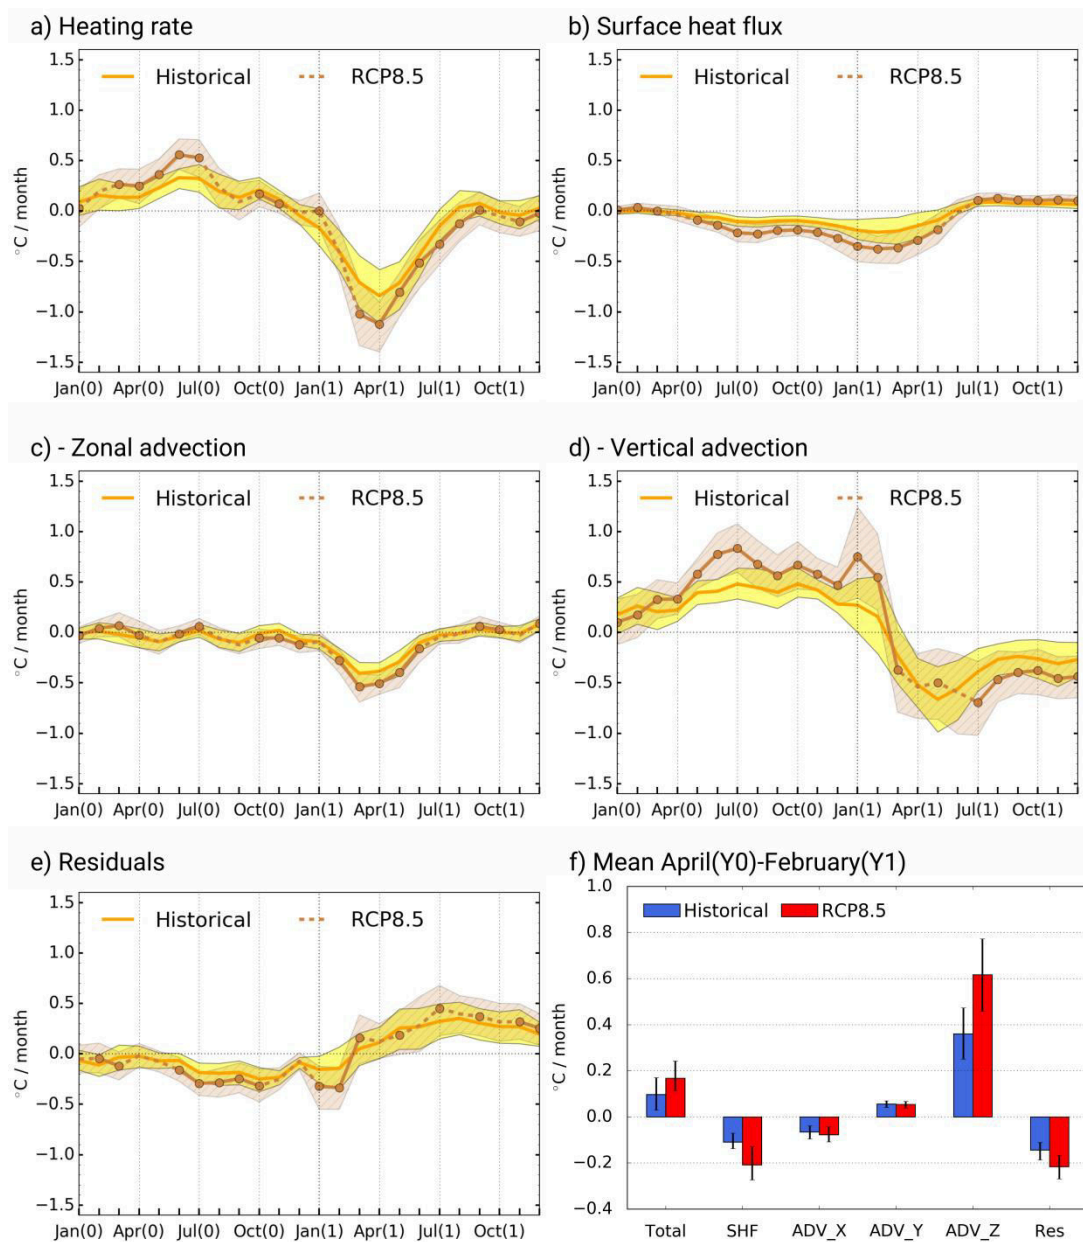 a) Heating rate
b) Surface heat flux
1.5
1.0
0.5
0.0
−0.5
−1.0
−1.5
°C / month
Historical
RCP8.5
Jan(0) Apr(0) Jul(0) Oct(0) Jan(1) Apr(1) Jul(1) Oct(1)
1.5
1.0
0.5
0.0
−0.5
−1.0
−1.5
°C / month
Historical
RCP8.5
Jan(0) Apr(0) Jul(0) Oct(0) Jan(1) Apr(1) Jul(1) Oct(1)
c) - Zonal advection
d) - Vertical advection
1.5
1.0
0.5
0.0
−0.5
−1.0
−1.5
°C / month
Historical
RCP8.5
Jan(0) Apr(0) Jul(0) Oct(0) Jan(1) Apr(1) Jul(1) Oct(1)
1.5
1.0
0.5
0.0
−0.5
−1.0
−1.5
°C / month
Historical
RCP8.5
Jan(0) Apr(0) Jul(0) Oct(0) Jan(1) Apr(1) Jul(1) Oct(1)
e) Residuals
f) Mean April(Y0)-February(Y1)
1.5
1.0
0.5
0.0
−0.5
−1.0
−1.5
°C / month
Historical
RCP8.5
Jan(0) Apr(0) Jul(0) Oct(0) Jan(1) Apr(1) Jul(1) Oct(1)
1.0
0.8
0.6
0.4
0.2
0.0
−0.2
−0.4
°C / month
Historical
RCP8.5
Total SHF ADV_X ADV_Y ADV_Z Res